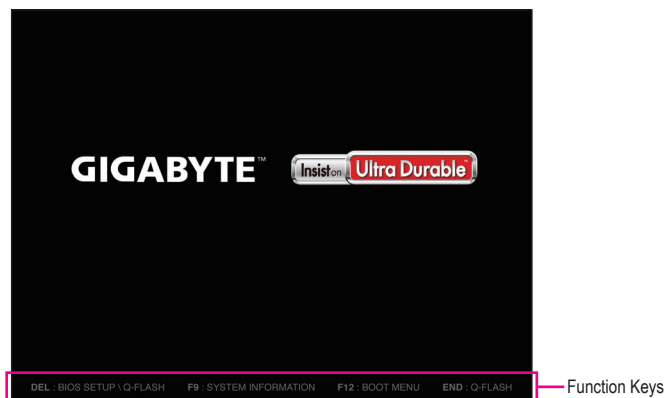 GIGABYTE™
Insist on Ultra Durable™
DEL : BIOS SETUP \ Q-FLASH F9 : SYSTEM INFORMATION F12 : BOOT MENU END : Q-FLASH
Function Keys